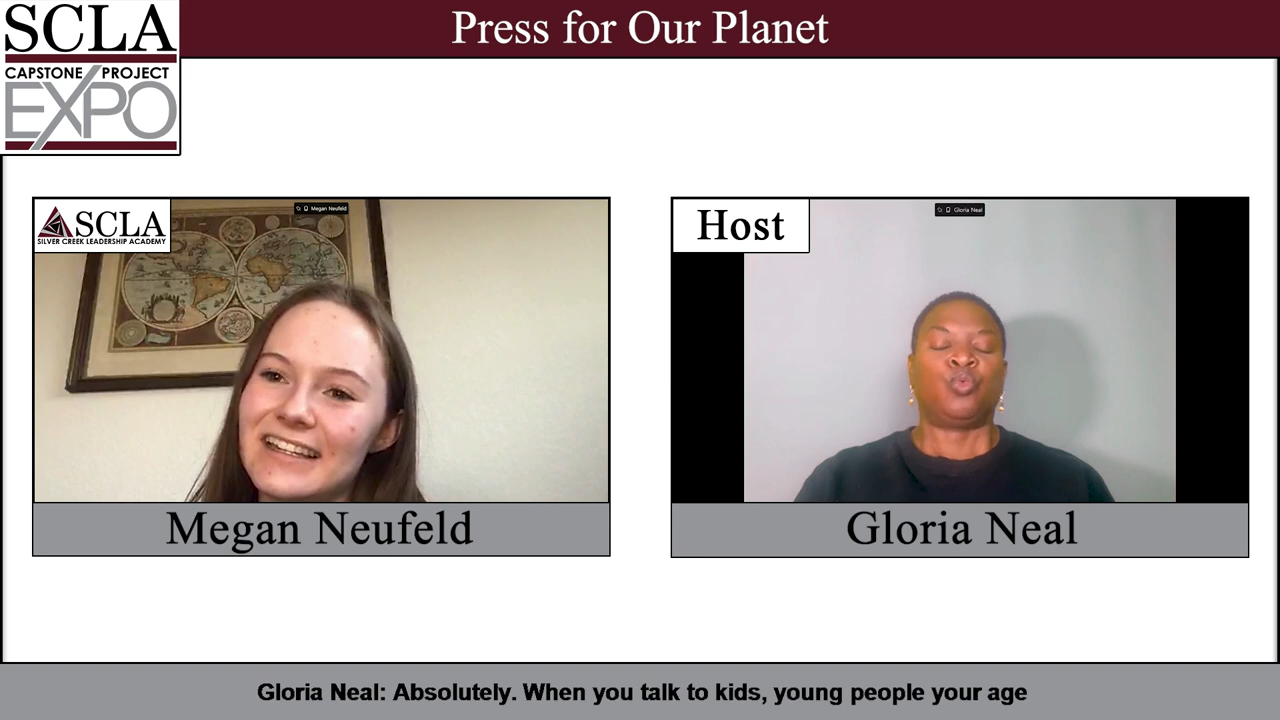 SCLA
CAPSTONE PROJECT
EXPO
Press for Our Planet
SCLA
SILVER CREEK LEADERSHIP ACADEMY
Megan Neufeld
Host
Gloria Neal
Megan Neufeld
Gloria Neal
Gloria Neal: Absolutely. When you talk to kids, young people your age